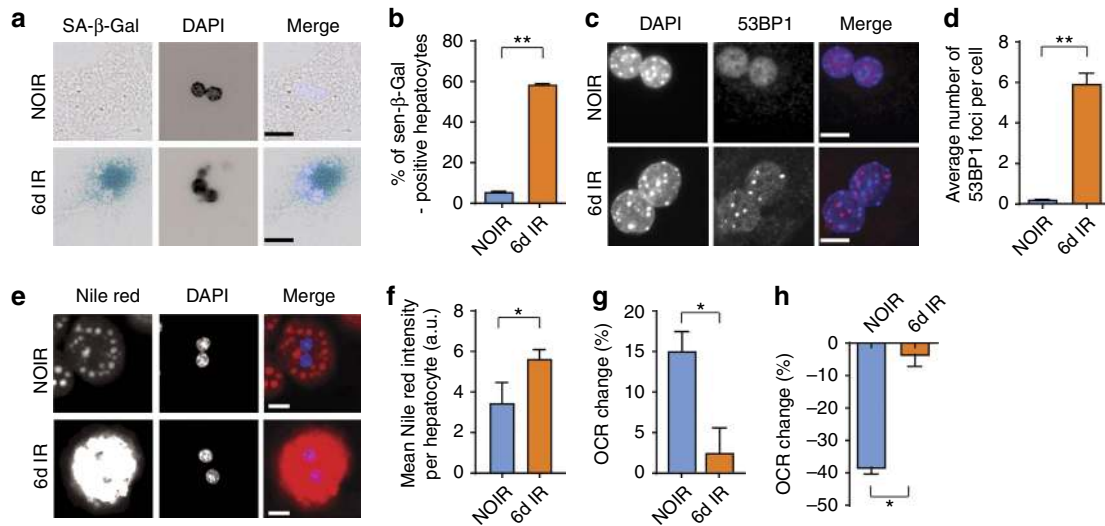 a
SA-β-Gal
DAPI
Merge
NOIR
6d IR
b
% of sen-β-Gal
- positive hepatocytes
80
60
40
20
0
**
NOIR
6d IR
c
DAPI
53BP1
Merge
NOIR
6d IR
d
Average number of
53BP1 foci per cell
8
6
4
2
0
**
NOIR
6d IR
e
Nile red
DAPI
Merge
NOIR
6d IR
f
Mean Nile red intensity
per hepatocyte (a.u.)
8
6
4
2
0
*
NOIR
6d IR
g
OCR change (%)
20
15
10
5
0
*
NOIR
6d IR
h
NOIR
6d IR
OCR change (%)
0
–10
–20
–30
–40
–50
*